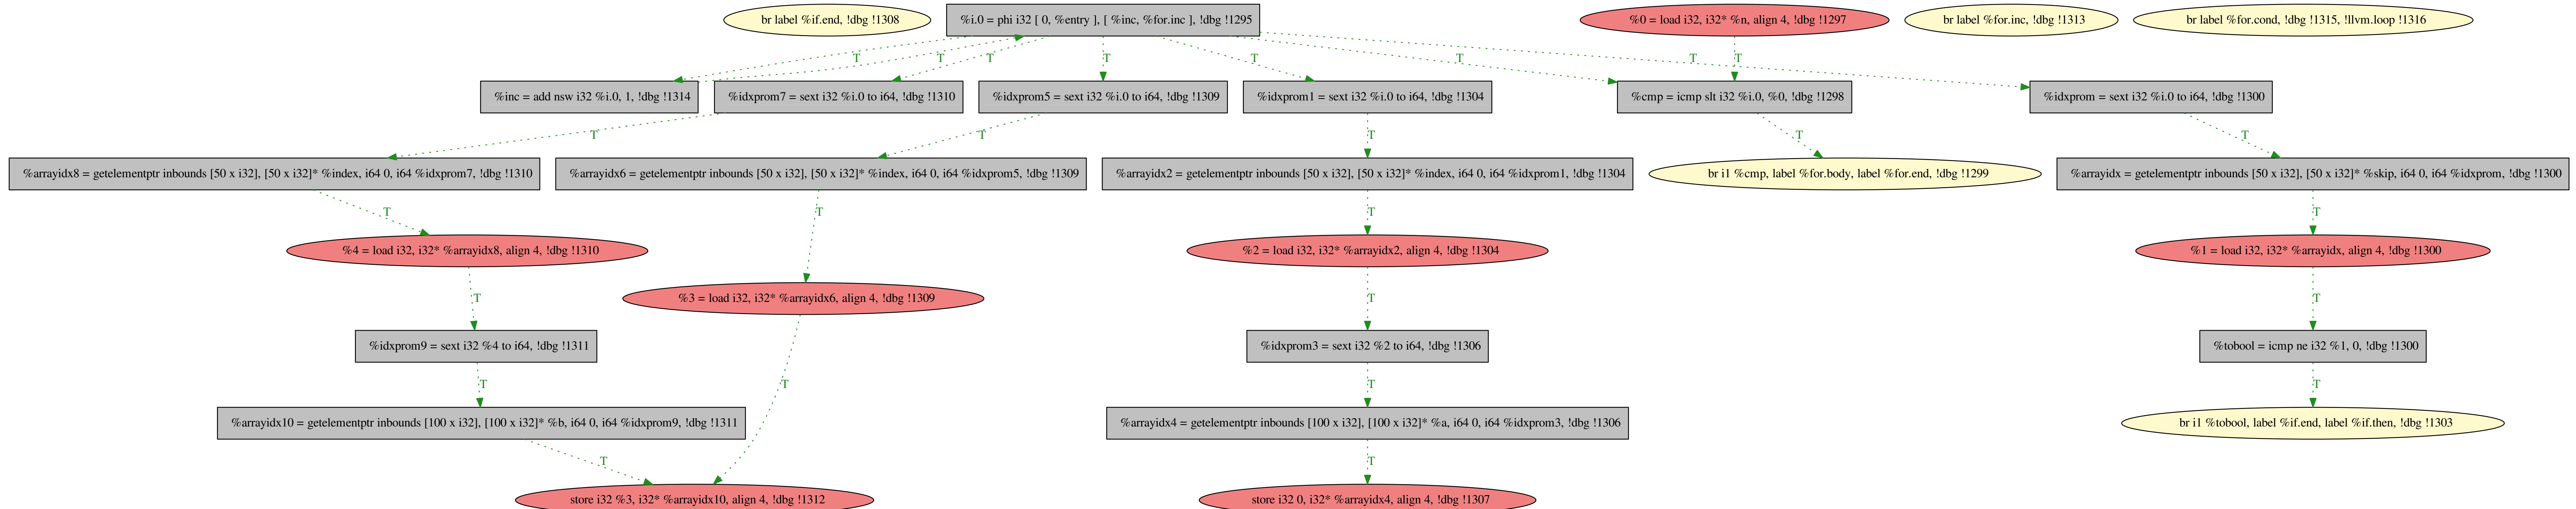 br label %if.end, !dbg !1308
%i.0 = phi i32 [ 0, %entry ], [ %inc, %for.inc ], !dbg !1295
%0 = load i32, i32* %n, align 4, !dbg !1297
br label %for.inc, !dbg !1313
br label %for.cond, !dbg !1315, !llvm.loop !1316
T
T
T
T
T
T
T
T
%inc = add nsw i32 %i.0, 1, !dbg !1314
%idxprom7 = sext i32 %i.0 to i64, !dbg !1310
%idxprom5 = sext i32 %i.0 to i64, !dbg !1309
%idxprom1 = sext i32 %i.0 to i64, !dbg !1304
%cmp = icmp slt i32 %i.0, %0, !dbg !1298
%idxprom = sext i32 %i.0 to i64, !dbg !1300
T
T
T
T
T
%arrayidx8 = getelementptr inbounds [50 x i32], [50 x i32]* %index, i64 0, i64 %idxprom7, !dbg !1310
%arrayidx6 = getelementptr inbounds [50 x i32], [50 x i32]* %index, i64 0, i64 %idxprom5, !dbg !1309
%arrayidx2 = getelementptr inbounds [50 x i32], [50 x i32]* %index, i64 0, i64 %idxprom1, !dbg !1304
br i1 %cmp, label %for.body, label %for.end, !dbg !1299
%arrayidx = getelementptr inbounds [50 x i32], [50 x i32]* %skip, i64 0, i64 %idxprom, !dbg !1300
T
T
T
T
%4 = load i32, i32* %arrayidx8, align 4, !dbg !1310
%2 = load i32, i32* %arrayidx2, align 4, !dbg !1304
%1 = load i32, i32* %arrayidx, align 4, !dbg !1300
T
%3 = load i32, i32* %arrayidx6, align 4, !dbg !1309
T
T
%idxprom9 = sext i32 %4 to i64, !dbg !1311
%idxprom3 = sext i32 %2 to i64, !dbg !1306
%tobool = icmp ne i32 %1, 0, !dbg !1300
T
T
T
T
%arrayidx10 = getelementptr inbounds [100 x i32], [100 x i32]* %b, i64 0, i64 %idxprom9, !dbg !1311
%arrayidx4 = getelementptr inbounds [100 x i32], [100 x i32]* %a, i64 0, i64 %idxprom3, !dbg !1306
br i1 %tobool, label %if.end, label %if.then, !dbg !1303
T
T
store i32 %3, i32* %arrayidx10, align 4, !dbg !1312
store i32 0, i32* %arrayidx4, align 4, !dbg !1307